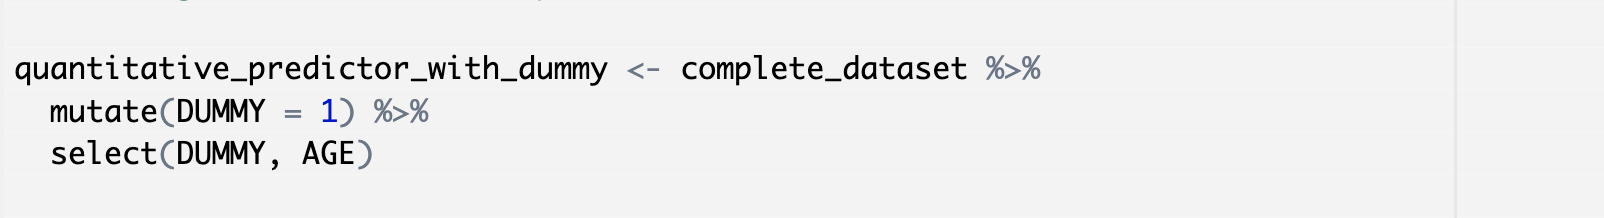 quantitative_predictor_with_dummy <- complete_dataset %>%
  mutate(DUMMY = 1) %>%
  select(DUMMY, AGE)